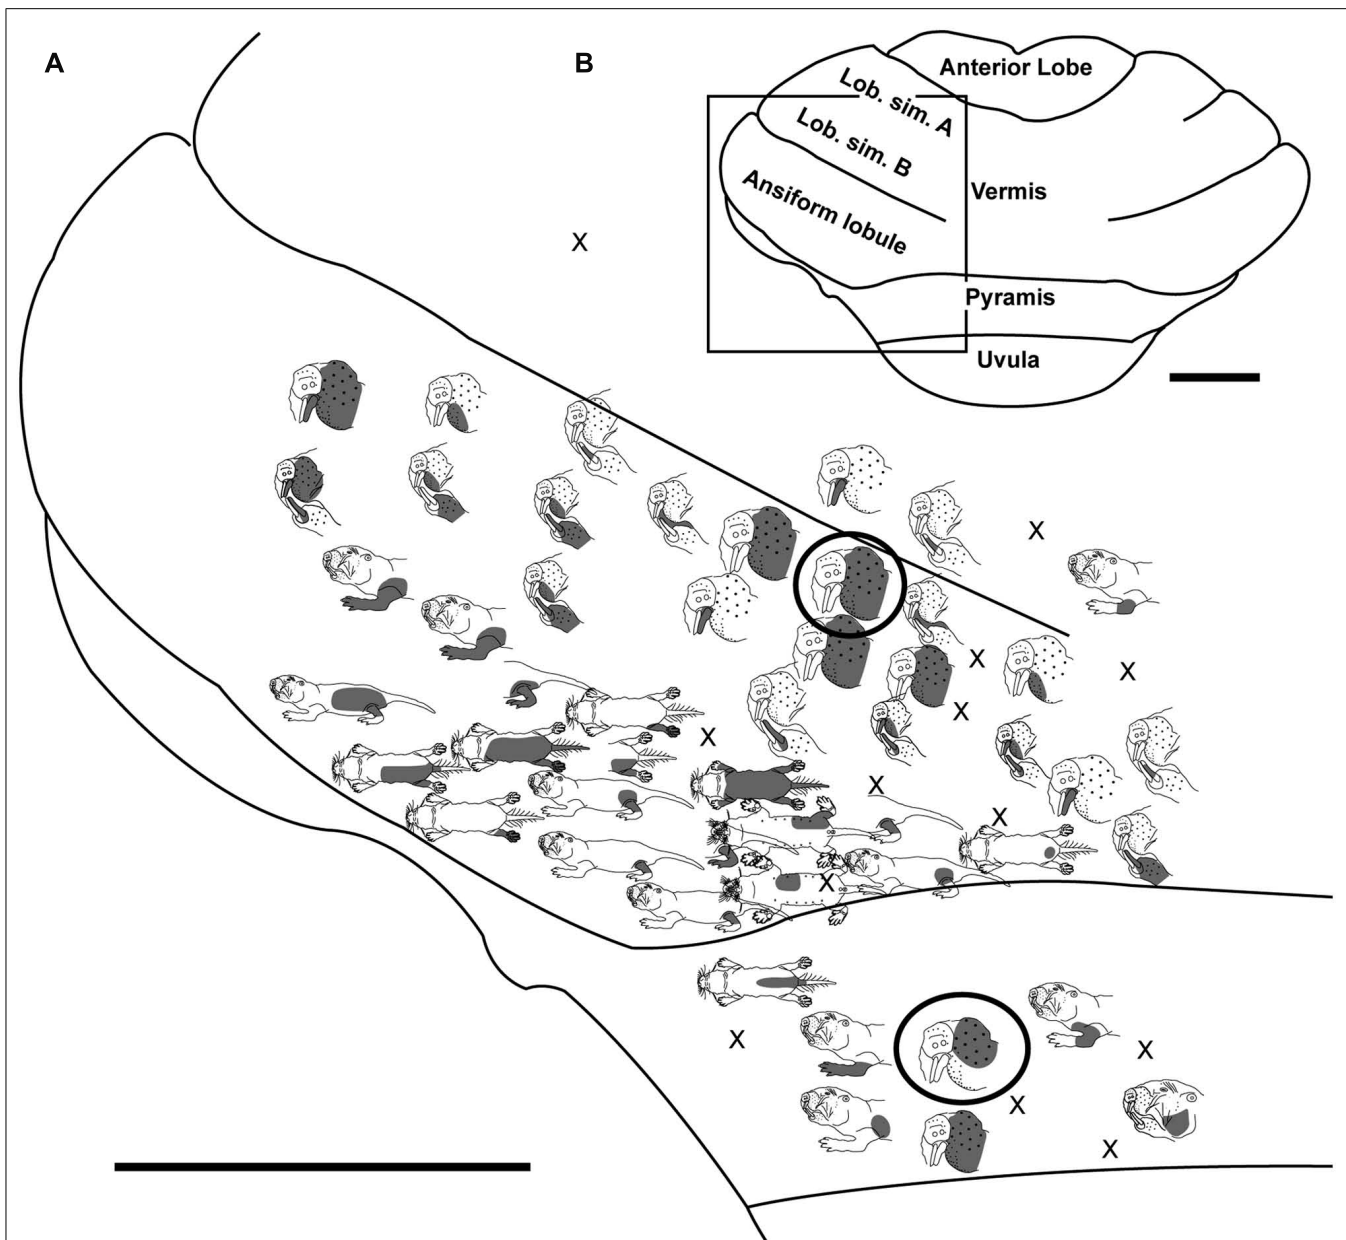 A
B
Anterior Lobe
Lob. sim. A
Lob. sim. B
Ansiform lobule
Vermis
Pyramis
Uvula
X
X
X
X
X
X
X
X
X
X
X
X
X